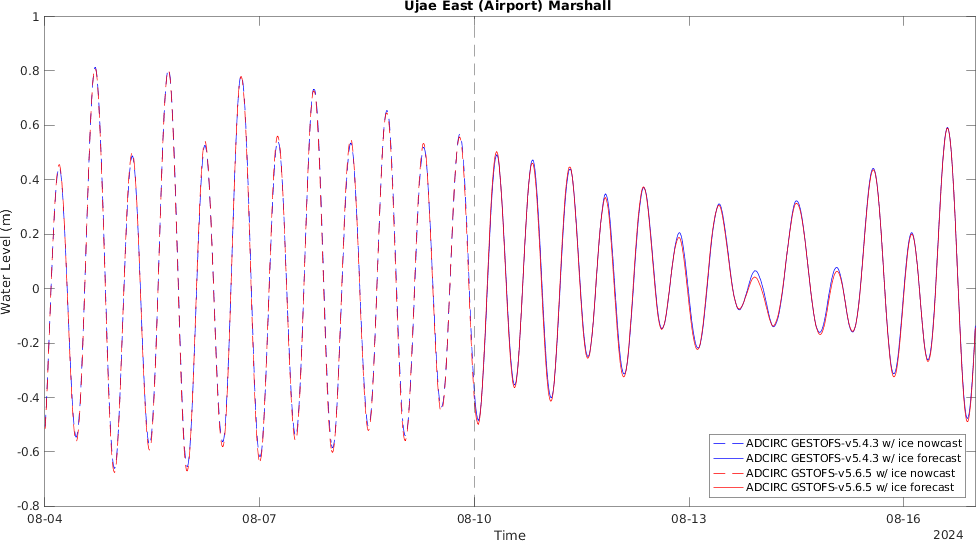 Ujae East (Airport) Marshall
1
0.8
0.6
0.4
0.2
0
-0.2
-0.4
-0.6
-0.8
Water Level (m)
08-04
08-07
08-10
08-13
08-16
Time
2024
ADCIRC GESTOFS-v5.4.3 w/ ice nowcast
ADCIRC GESTOFS-v5.4.3 w/ ice forecast
ADCIRC GSTOFS-v5.6.5 w/ ice nowcast
ADCIRC GSTOFS-v5.6.5 w/ ice forecast